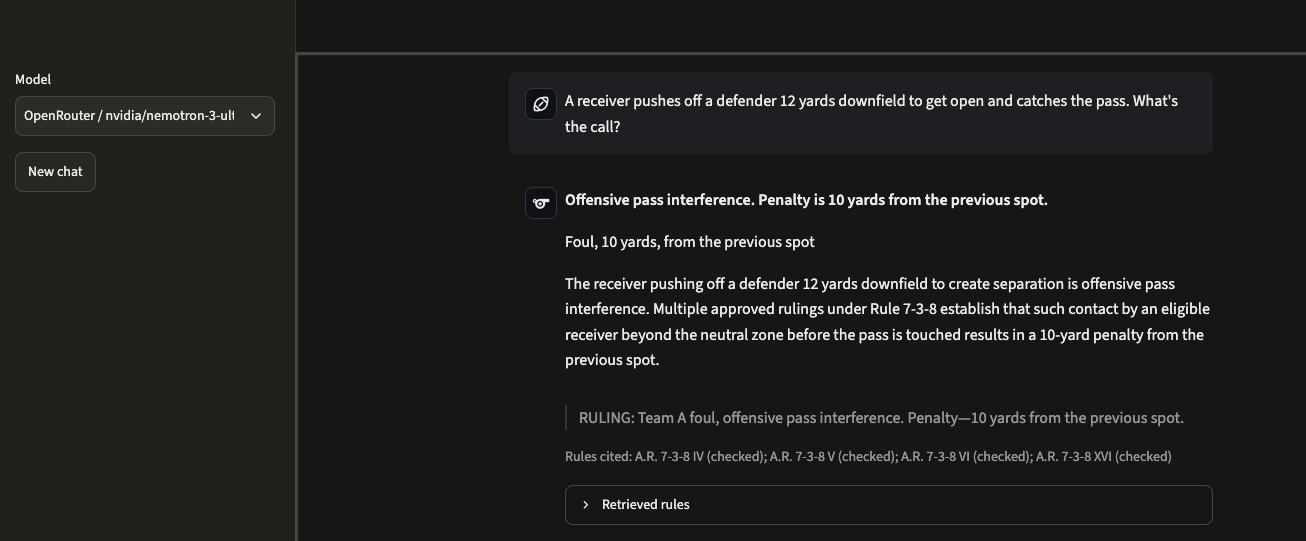 Model
OpenRouter / nvidia/nemotron-3-ult
New chat
A receiver pushes off a defender 12 yards downfield to get open and catches the pass. What's
the call?
Offensive pass interference. Penalty is 10 yards from the previous spot.
Foul, 10 yards, from the previous spot
The receiver pushing off a defender 12 yards downfield to create separation is offensive pass
interference. Multiple approved rulings under Rule 7-3-8 establish that such contact by an eligible
receiver beyond the neutral zone before the pass is touched results in a 10-yard penalty from the
previous spot.
RULING: Team A foul, offensive pass interference. Penalty—10 yards from the previous spot.
Rules cited: A.R. 7-3-8 IV (checked); A.R. 7-3-8 V (checked); A.R. 7-3-8 VI (checked); A.R. 7-3-8 XVI (checked)
Retrieved rules